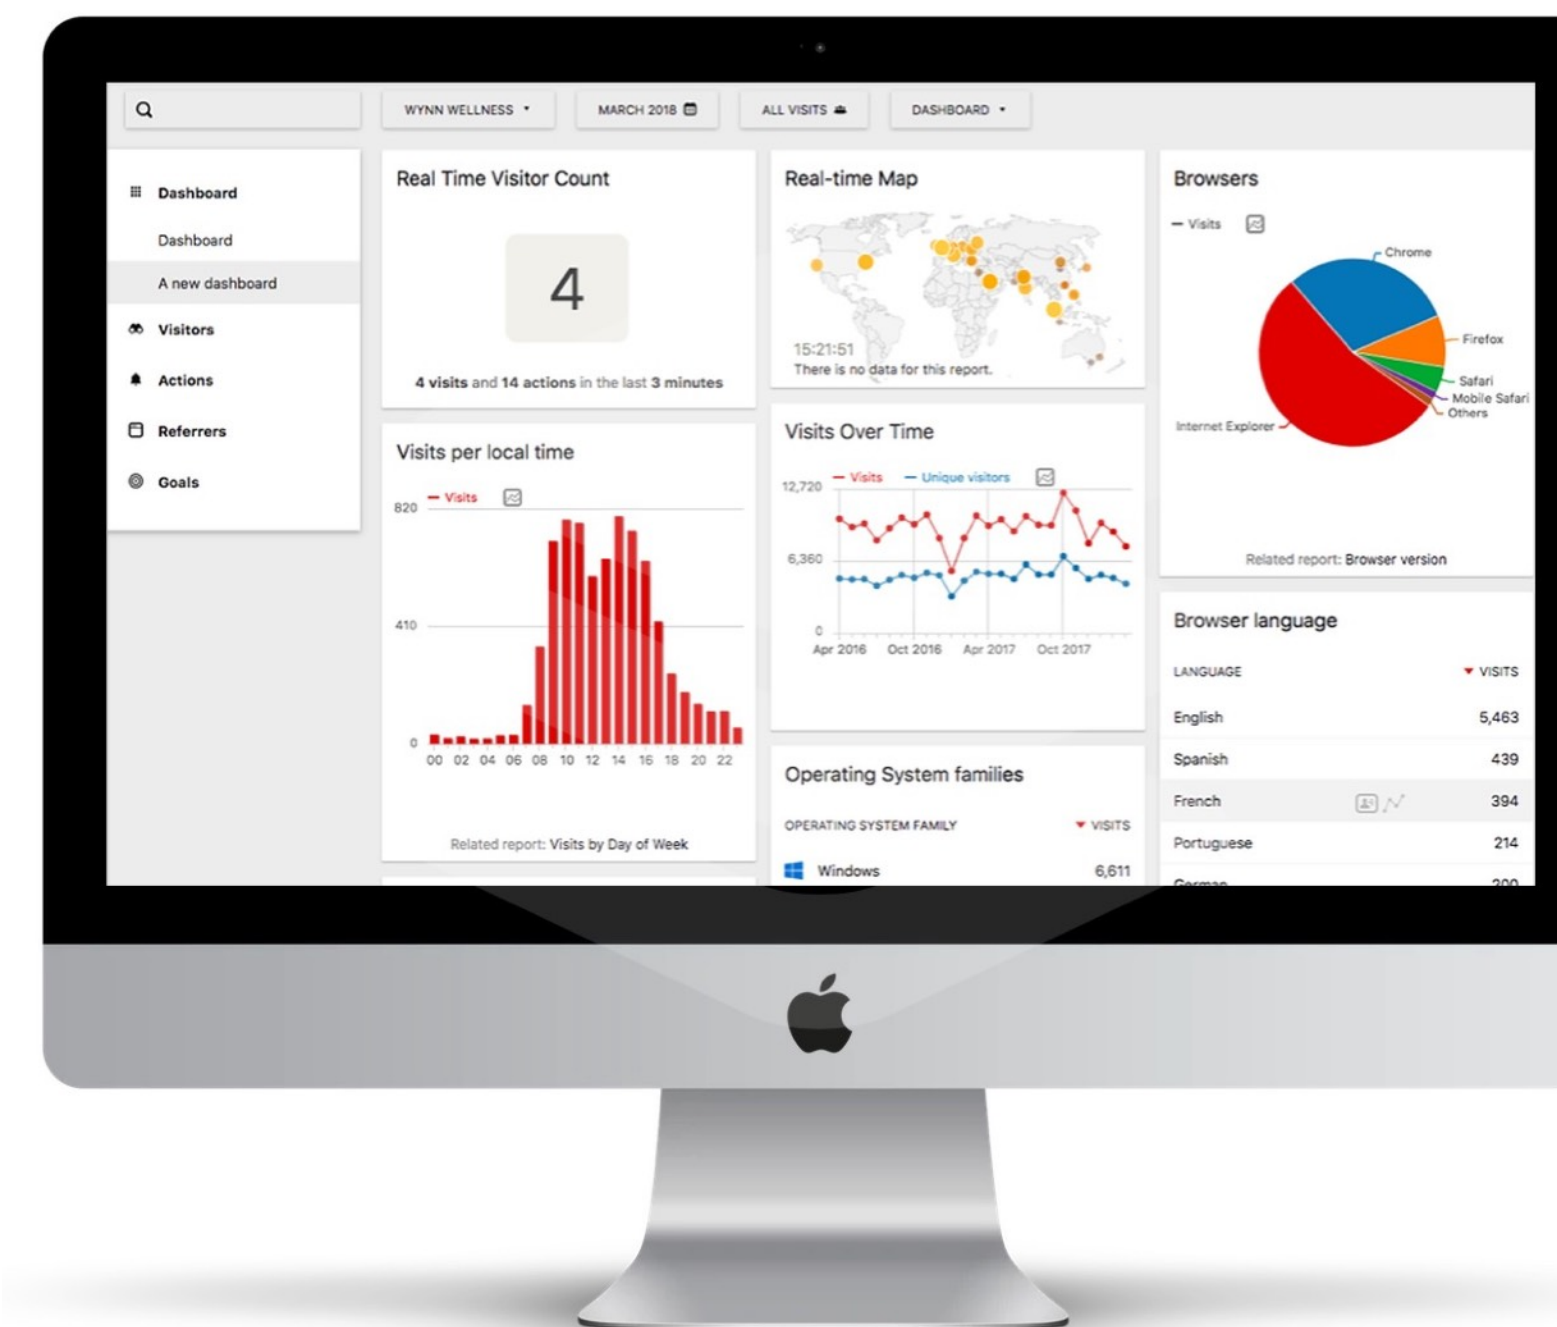 WYNN WELLNESS
MARCH 2018
ALL VISITS
DASHBOARD
Dashboard
Dashboard
A new dashboard
Visitors
Actions
Referrers
Goals
Real Time Visitor Count
4
4 visits and 14 actions in the last 3 minutes
Visits per local time
Visits
820
410
0
00 02 04 06 08 10 12 14 16 18 20 22
Related report: Visits by Day of Week
Real-time Map
15:21:51
There is no data for this report.
Visits Over Time
Visits Unique visitors
12,720
6,360
0
Apr 2016 Oct 2016 Apr 2017 Oct 2017
Operating System families
OPERATING SYSTEM FAMILY VISITS
Windows 6,611
Browsers
Visits
Chrome
Firefox
Safari
Mobile Safari
Others
Internet Explorer
Related report: Browser version
Browser language
LANGUAGE VISITS
English 5,463
Spanish 439
French 394
Portuguese 214
German 200